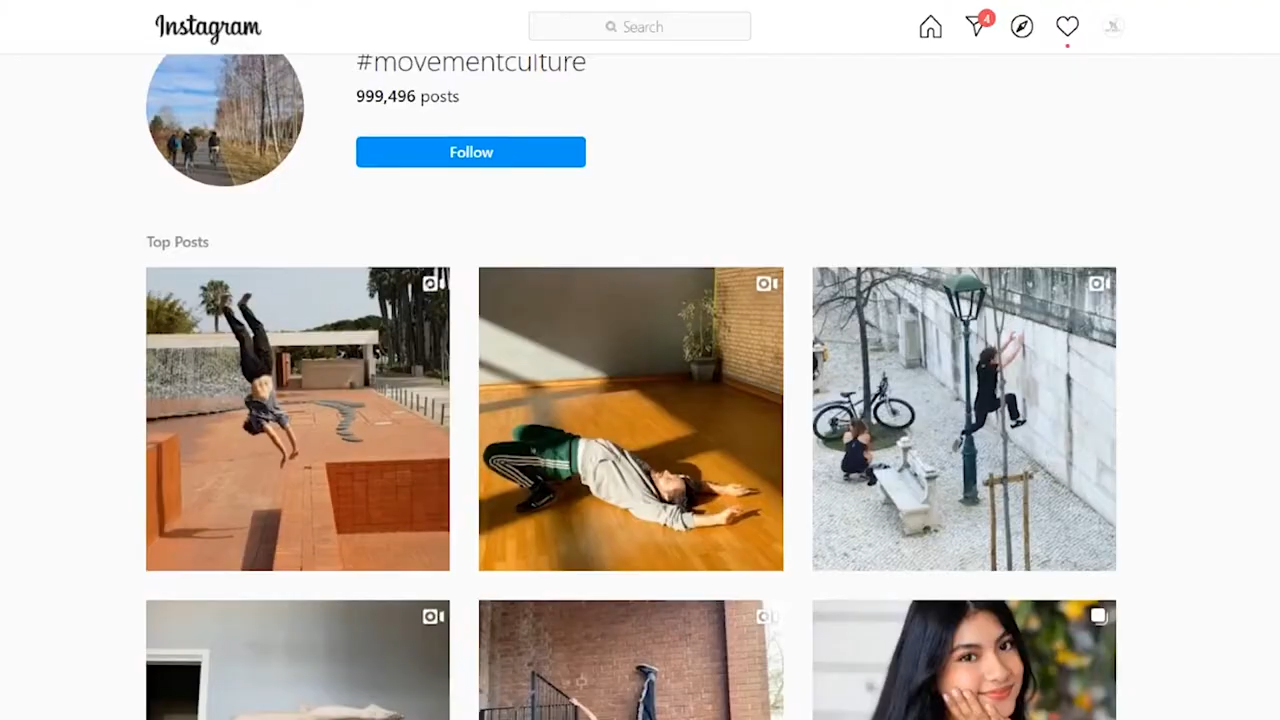 Instagram
Search
4
#movementculture
999,496 posts
Follow
Top Posts